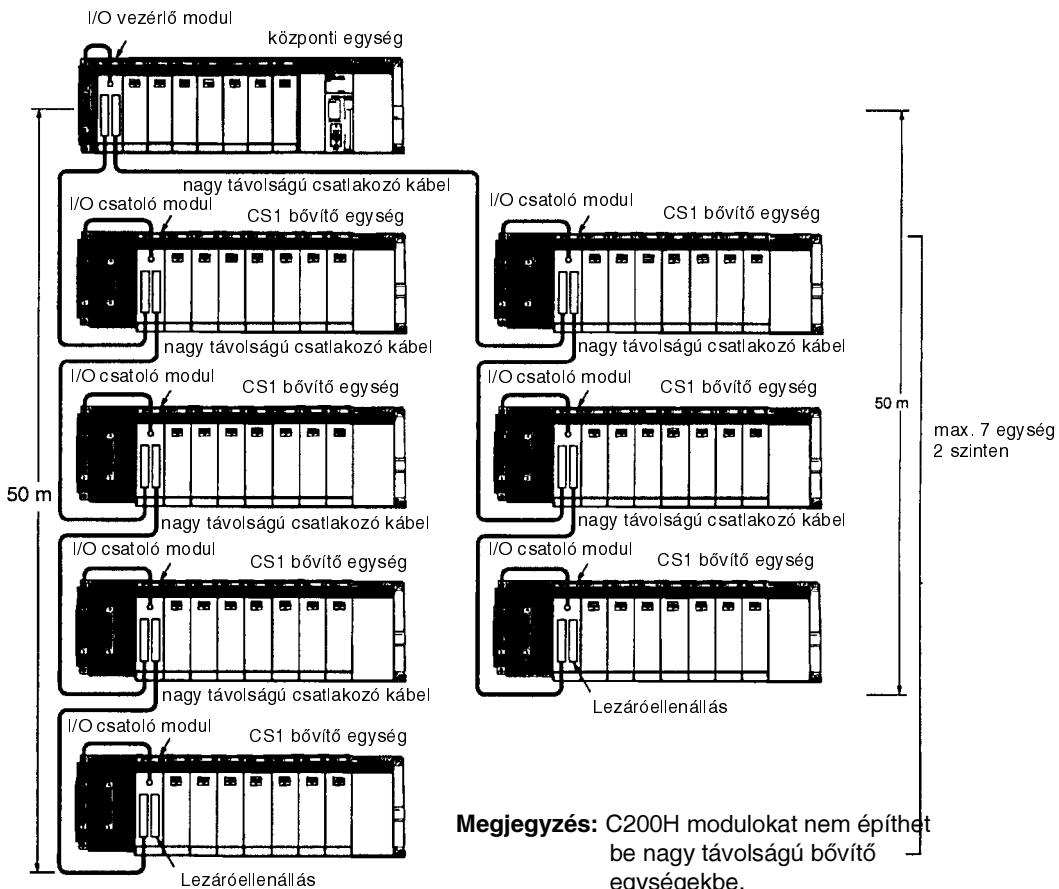 I/O vezérlő modul
központi egység
nagy távolságú csatlakozó kábel
I/O csatoló modul
CS1 bővítő egység
I/O csatoló modul
CS1 bővítő egység
nagy távolságú csatlakozó kábel
nagy távolságú csatlakozó kábel
I/O csatoló modul
CS1 bővítő egység
I/O csatoló modul
CS1 bővítő egység
50 m
max. 7 egység
2 szinten
50 m
nagy távolságú csatlakozó kábel
nagy távolságú csatlakozó kábel
I/O csatoló modul
CS1 bővítő egység
I/O csatoló modul
CS1 bővítő egység
nagy távolságú csatlakozó kábel
Lezáróellenállás
I/O csatoló modul
CS1 bővítő egység
Megjegyzés: C200H modulokat nem építhet
be nagy távolságú bővítő
egységekbe.
Lezáróellenállás